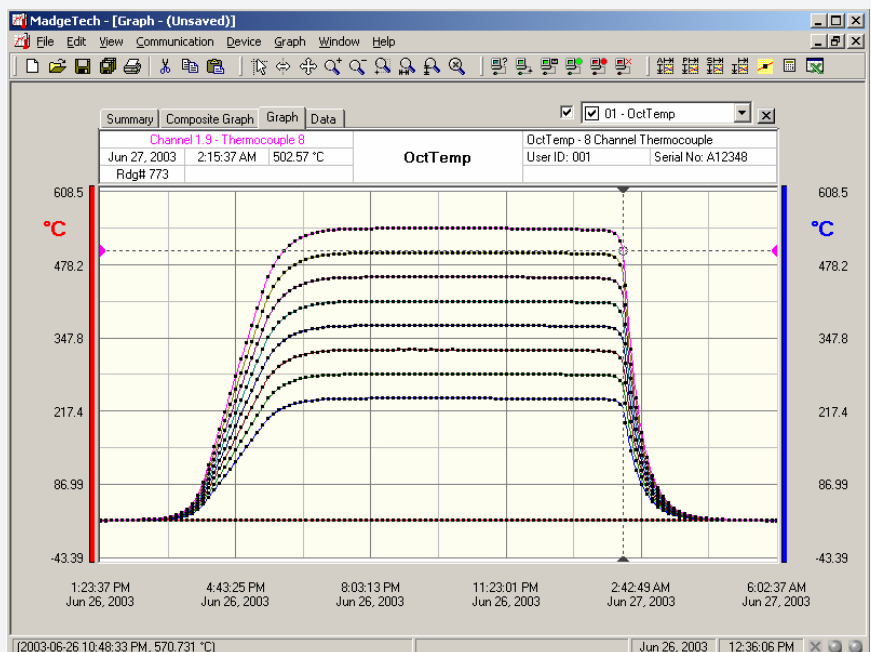 MadgeTech - [Graph - (Unsaved)]
File Edit View Communication Device Graph Window Help
Summary Composite Graph Graph Data 01 - OctTemp
Channel 1.9 - Thermocouple 8
Jun 27, 2003 2:15:37 AM 502.57 °C
Rdg# 773
OctTemp
OctTemp - 8 Channel Thermocouple
User ID: 001 Serial No: A12348
608.5 608.5
°C °C
478.2 478.2
347.8 347.8
217.4 217.4
86.99 86.99
-43.39 -43.39
1:23:37 PM 4:43:25 PM 8:03:13 PM 11:23:01 PM 2:42:49 AM 6:02:37 AM
Jun 26, 2003 Jun 26, 2003 Jun 26, 2003 Jun 26, 2003 Jun 27, 2003 Jun 27, 2003
(2003-06-26 10:48:33 PM, 570.731 °C) Jun 26, 2003 12:36:06 PM